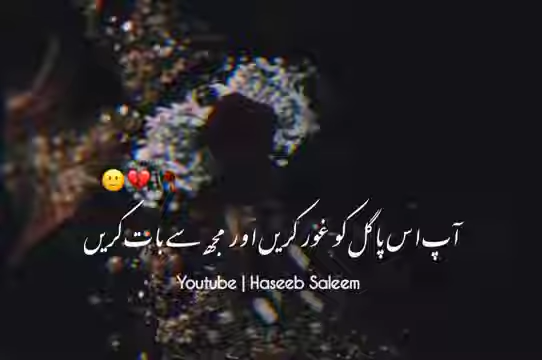 🙂💔🥀
آپ اس پاگل کو غور کریں اور مجھ سے بات کریں
Youtube | Haseeb Saleem